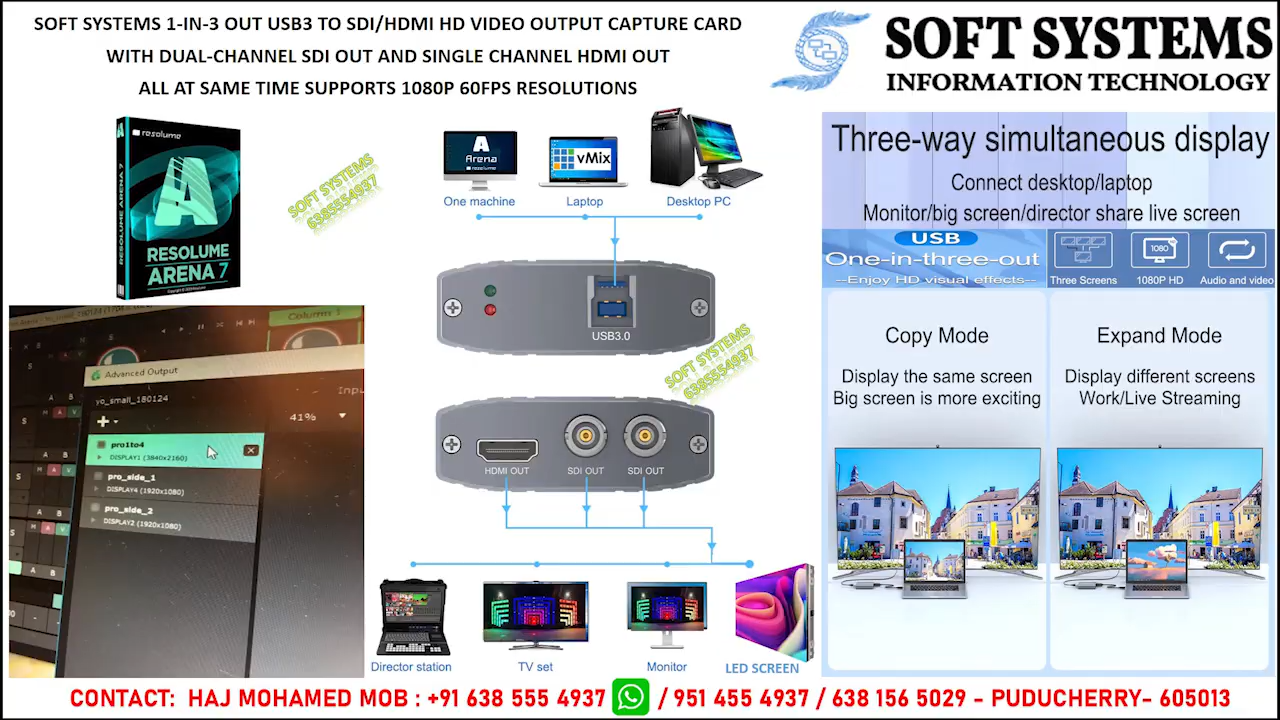 SOFT SYSTEMS 1-IN-3 OUT USB3 TO SDI/HDMI HD VIDEO OUTPUT CAPTURE CARD
WITH DUAL-CHANNEL SDI OUT AND SINGLE CHANNEL HDMI OUT
ALL AT SAME TIME SUPPORTS 1080P 60FPS RESOLUTIONS
SOFT SYSTEMS
INFORMATION TECHNOLOGY
resolume
RESOLUME ARENA 7
RESOLUME
ARENA 7
SOFT SYSTEMS
6385554937
Arena
resolume
vMix
One machine
Laptop
Desktop PC
USB3.0
SOFT SYSTEMS
6385554937
HDMI OUT
SDI OUT
SDI OUT
Director station
TV set
Monitor
LED SCREEN
Column 1
Advanced Output
yo_small_180124
41%
pro1to4
DISPLAY1 (3840x2160)
pro_side_1
DISPLAY4 (1920x1080)
pro_side_2
DISPLAY2 (1920x1080)
Three-way simultaneous display
Connect desktop/laptop
Monitor/big screen/director share live screen
USB
One-in-three-out
--Enjoy HD visual effects--
Three Screens
1080
1080P HD
Audio and video
Copy Mode
Display the same screen
Big screen is more exciting
Expand Mode
Display different screens
Work/Live Streaming
CONTACT: HAJ MOHAMED MOB : +91 638 555 4937 / 951 455 4937 / 638 156 5029 - PUDUCHERRY- 605013